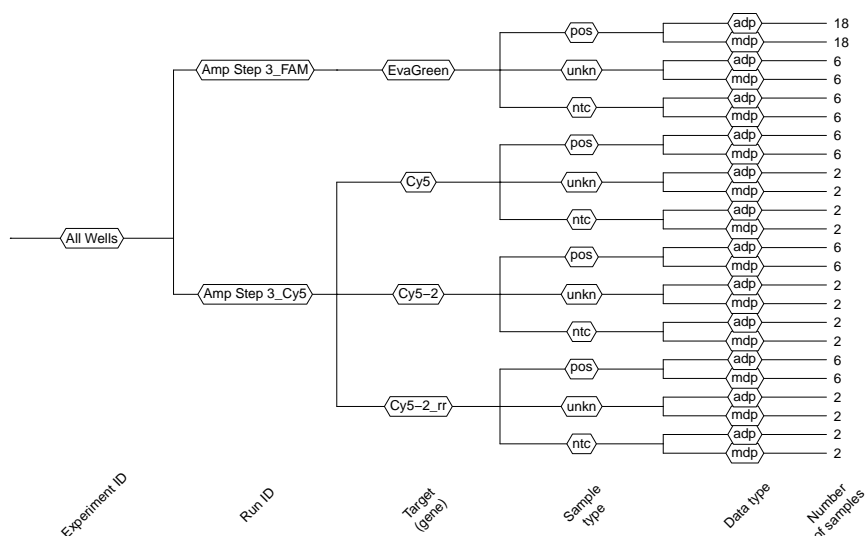 pos
adp 18
mdp 18
Amp Step 3_FAM
EvaGreen
unkn
adp 6
mdp 6
ntc
adp 6
mdp 6
Cy5
pos
adp 6
mdp 6
unkn
adp 2
mdp 2
ntc
adp 2
mdp 2
All Wells
Amp Step 3_Cy5
Cy5−2
pos
adp 6
mdp 6
unkn
adp 2
mdp 2
ntc
adp 2
mdp 2
Cy5−2_rr
pos
adp 6
mdp 6
unkn
adp 2
mdp 2
ntc
adp 2
mdp 2
Experiment ID
Run ID
Target
(gene)
Sample
type
Data type
Number
of samples